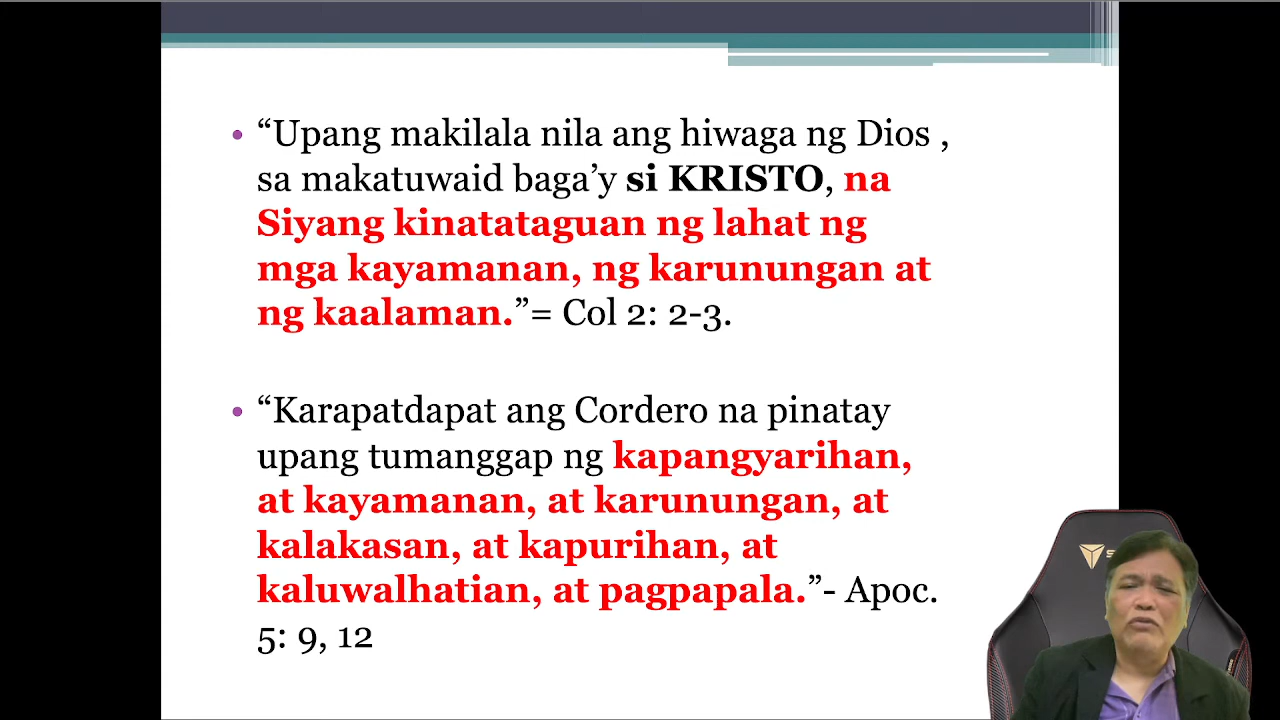 • “Upang makilala nila ang hiwaga ng Dios ,
sa makatuwaid baga’y si KRISTO, na
Siyang kinatataguan ng lahat ng
mga kayamanan, ng karunungan at
ng kaalaman.”= Col 2: 2-3.
• “Karapatdapat ang Cordero na pinatay
upang tumanggap ng kapangyarihan,
at kayamanan, at karunungan, at
kalakasan, at kapurihan, at
kaluwalhatian, at pagpapala.”- Apoc.
5: 9, 12